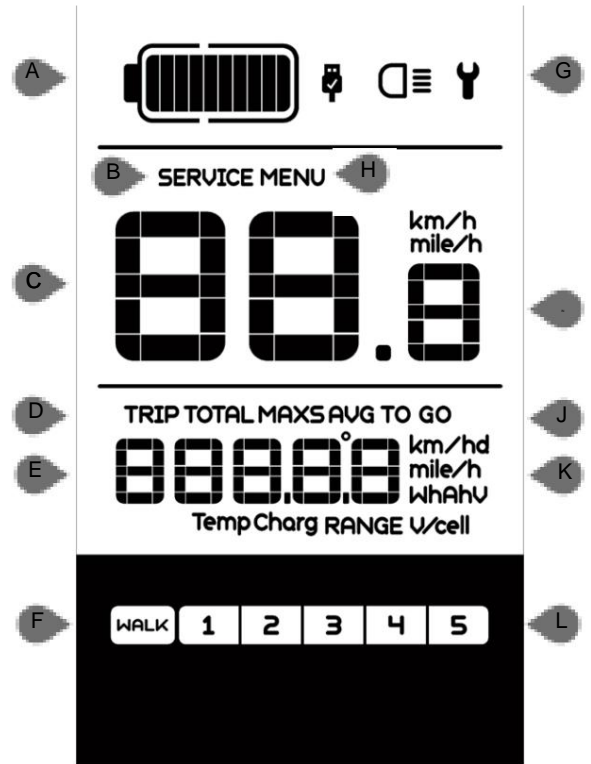 A G
B SERVICE MENU H
km/h
mile/h
C 88.8 .
D TRIP TOTAL MAXS AVG TO GO J
km/hd
E 888.8.8° mile/h K
WhAhV
Temp Charg RANGE V/cell
F WALK 1 2 3 4 5 L